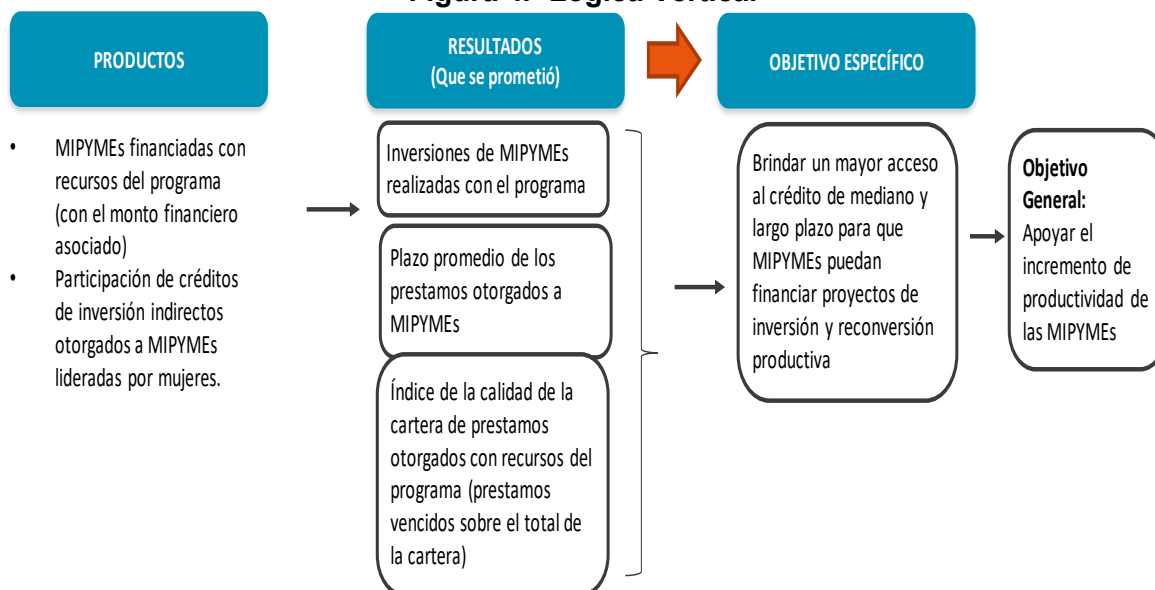 PRODUCTOS
• MIPYMEs financiadas con
recursos del programa
(con el monto financiero
asociado)
• Participación de créditos
de inversión indirectos
otorgados a MIPYMEs
lideradas por mujeres.
RESULTADOS
(Que se prometió)
Inversiones de MIPYMEs
realizadas con el programa
Plazo promedio de los
prestamos otorgados a
MIPYMEs
Índice de la calidad de la
cartera de prestamos
otorgados con recursos del
programa (prestamos
vencidos sobre el total de
la cartera)
OBJETIVO ESPECÍFICO
Brindar un mayor acceso
al crédito de mediano y
largo plazo para que
MIPYMEs puedan
financiar proyectos de
inversión y reconversión
productiva
Objetivo
General:
Apoyar el
incremento de
productividad de
las MIPYMEs